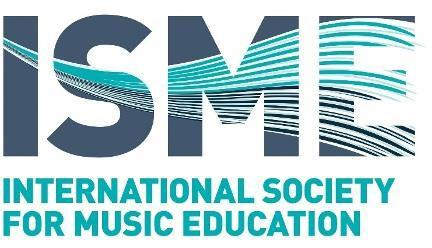 ISME
INTERNATIONAL SOCIETY
FOR MUSIC EDUCATION